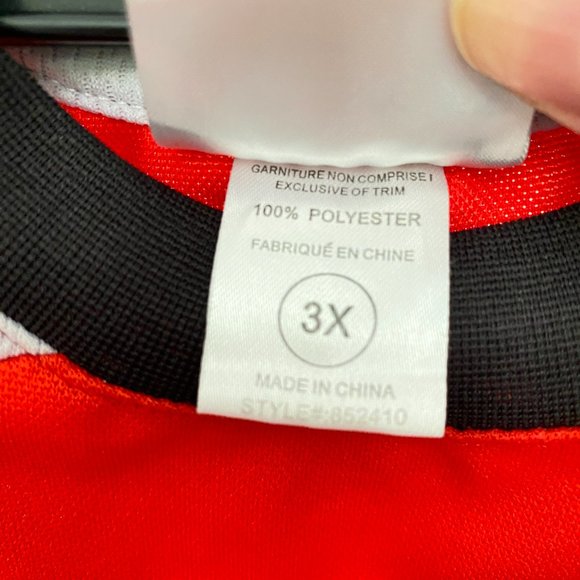 GARNITURE NON COMPRISE
EXCLUSIVE OF TRIM
100% POLYESTER
FABRIQUÉ EN CHINE
3X
MADE IN CHINA
STYLE#:852410